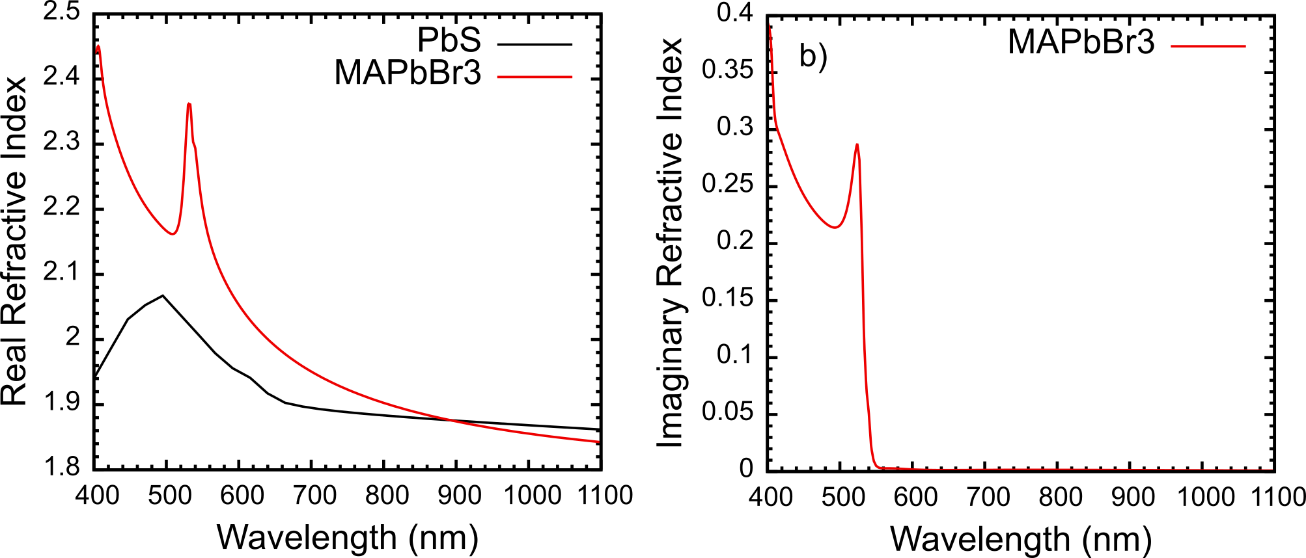 Real Refractive Index
2.5
2.4
2.3
2.2
2.1
2
1.9
1.8
PbS
MAPbBr3
400 500 600 700 800 900 1000 1100
Wavelength (nm)
Imaginary Refractive Index
0.4
0.35
0.3
0.25
0.2
0.15
0.1
0.05
0
b)
MAPbBr3
400 500 600 700 800 900 1000 1100
Wavelength (nm)